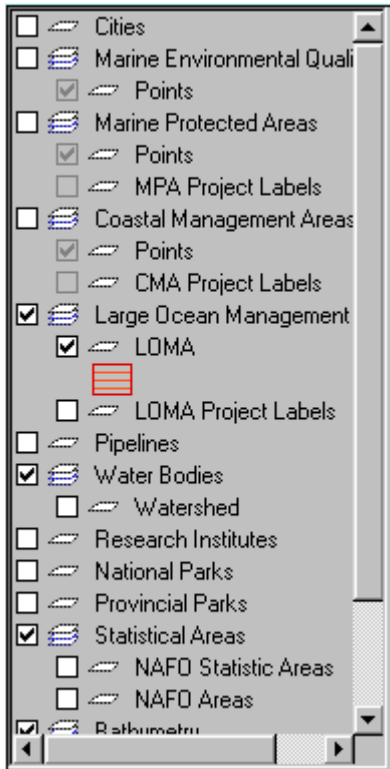 Cities
Marine Environmental Quali
Points
Marine Protected Areas
Points
MPA Project Labels
Coastal Management Areas
Points
CMA Project Labels
Large Ocean Management
LOMA
LOMA Project Labels
Pipelines
Water Bodies
Watershed
Research Institutes
National Parks
Provincial Parks
Statistical Areas
NAFO Statistic Areas
NAFO Areas
Bathymetry